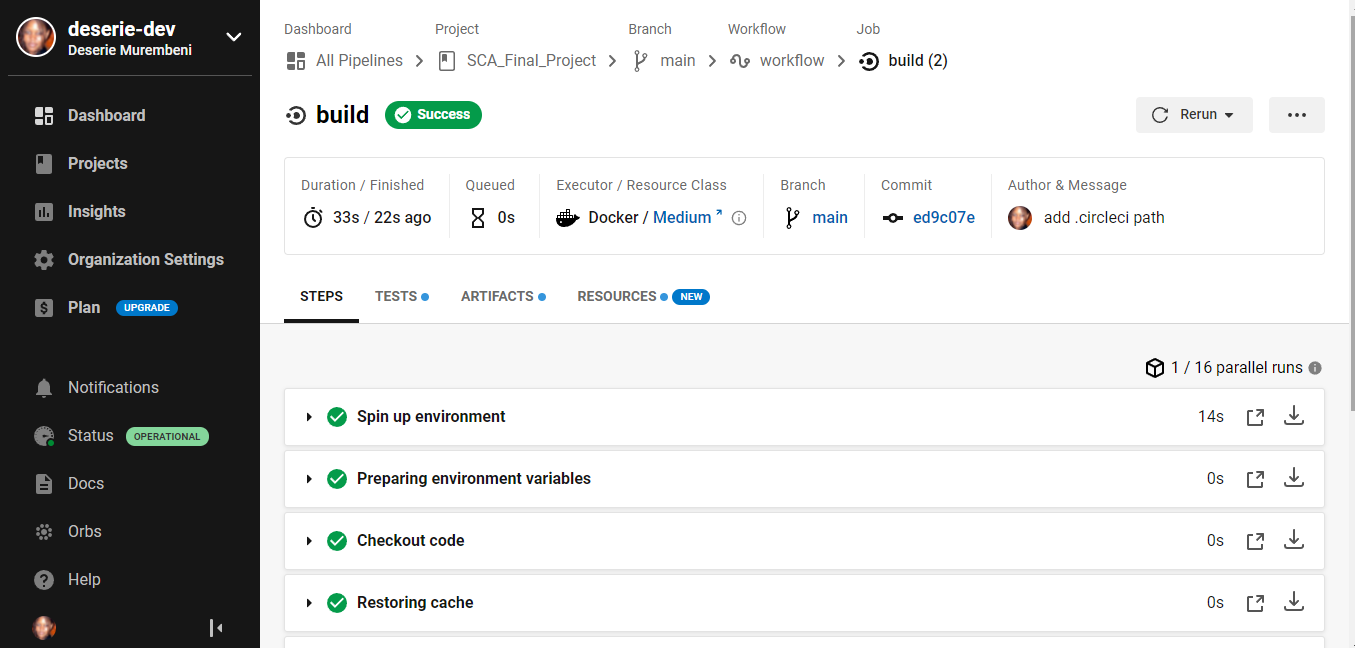 deserie-dev
Deserie Murembeni
Dashboard
Projects
Insights
Organization Settings
Plan UPGRADE
Notifications
Status OPERATIONAL
Docs
Orbs
Help
Dashboard Project Branch Workflow Job
All Pipelines SCA_Final_Project main workflow build (2)
build Success Rerun
Duration / Finished Queued Executor / Resource Class Branch Commit Author & Message
33s / 22s ago 0s Docker / Medium main ed9c07e add .circleci path
STEPS TESTS ARTIFACTS RESOURCES NEW
1 / 16 parallel runs
Spin up environment 14s
Preparing environment variables 0s
Checkout code 0s
Restoring cache 0s